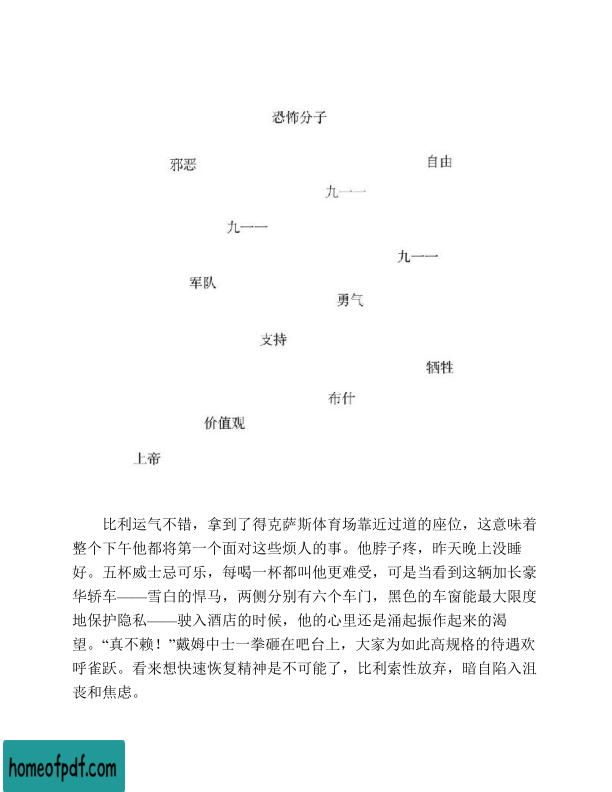 恐怖分子
邪恶
自由
九一一
九一一
九一一
军队
勇气
支持
牺牲
布什
价值观
上帝
比利运气不错，拿到了得克萨斯体育场靠近过道的座位，这意味着
整个下午他都将第一个面对这些烦人的事。他脖子疼，昨天晚上没睡
好。五杯威士忌可乐，每喝一杯都叫他更难受，可是当看到这辆加长豪
华轿车——雪白的悍马，两侧分别有六个车门，黑色的车窗能最大限度
地保护隐私——驶入酒店的时候，他的心里还是涌起振作起来的渴
望。“真不赖！”戴姆中士一拳砸在吧台上，大家为如此高规格的待遇欢
呼雀跃。看来想快速恢复精神是不可能了，比利索性放弃，暗自陷入沮
丧和焦虑。
homeofpdf.com